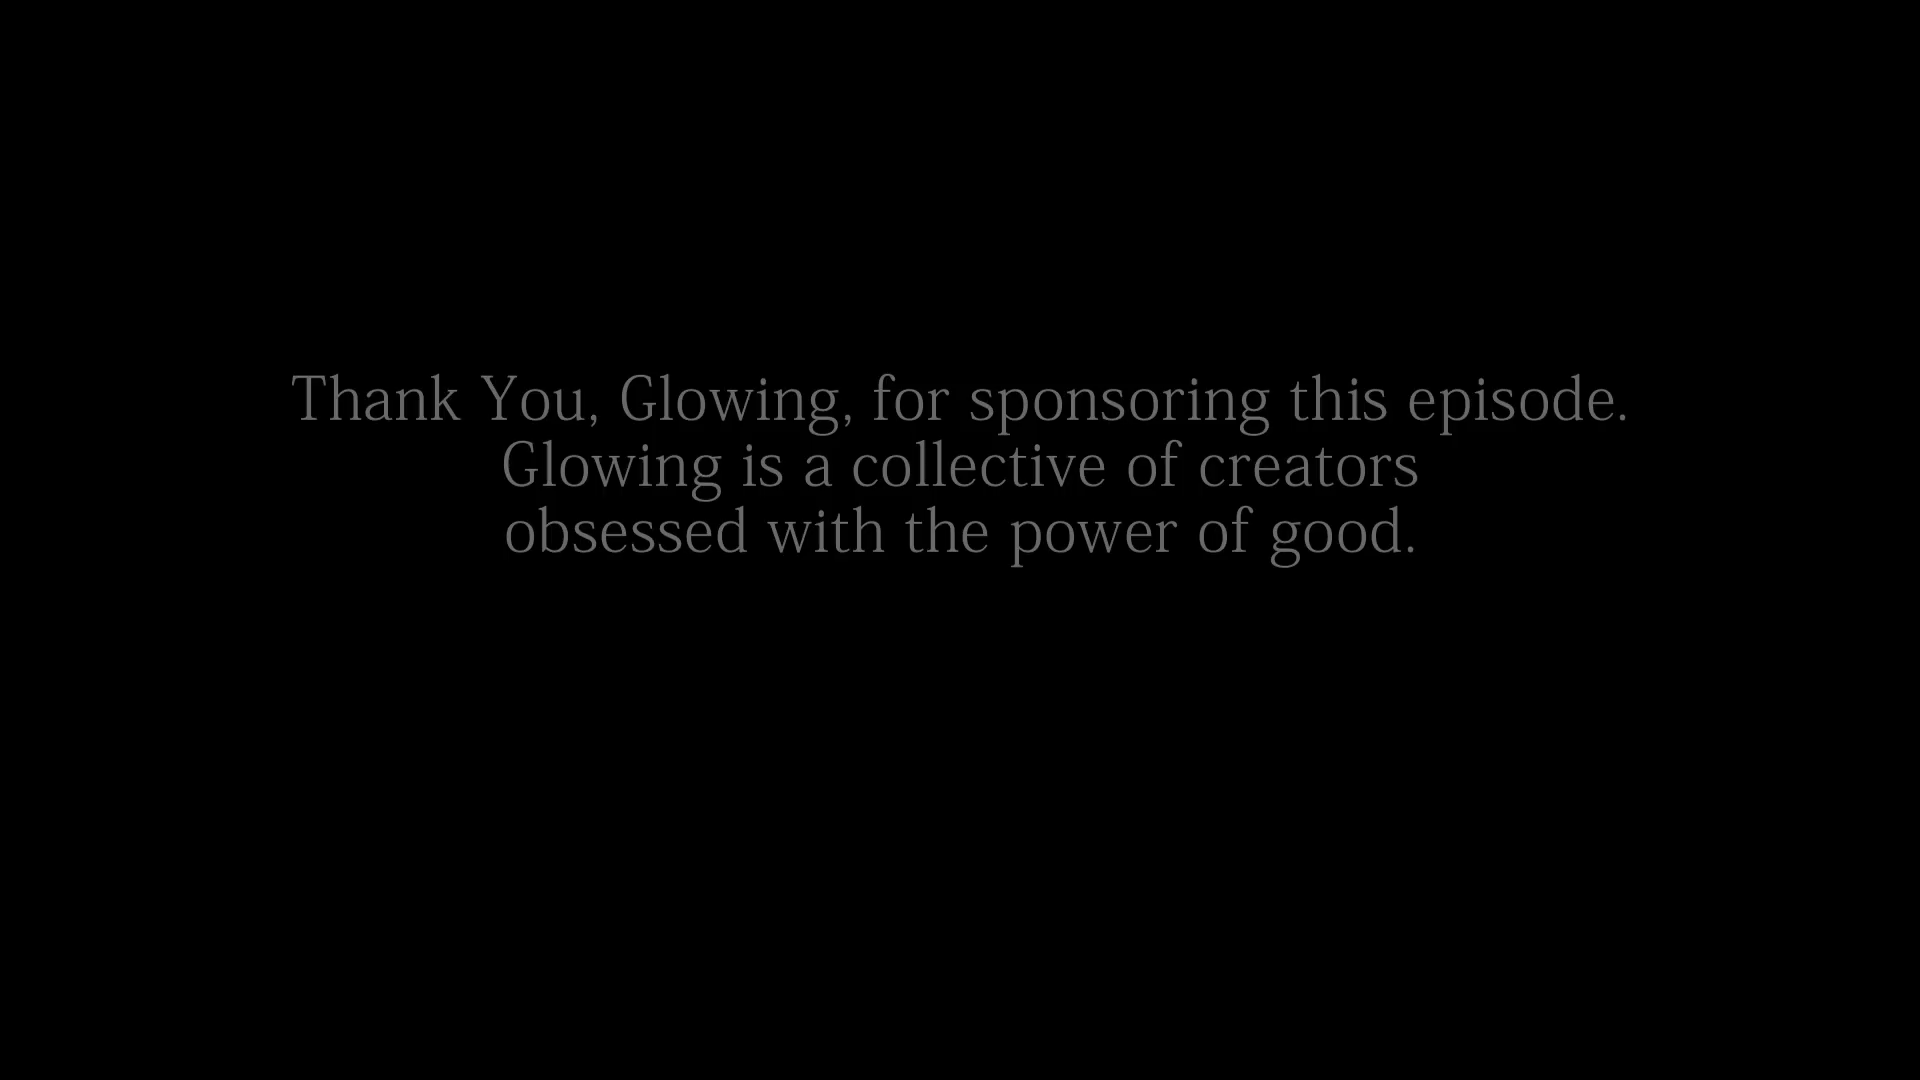 Thank You, Glowing, for sponsoring this episode.
Glowing is a collective of creators
obsessed with the power of good.